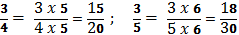 3/4 = 3 x 5/4 x 5 = 15/20 ; 3/5 = 3 x 6/5 x 6 = 18/30